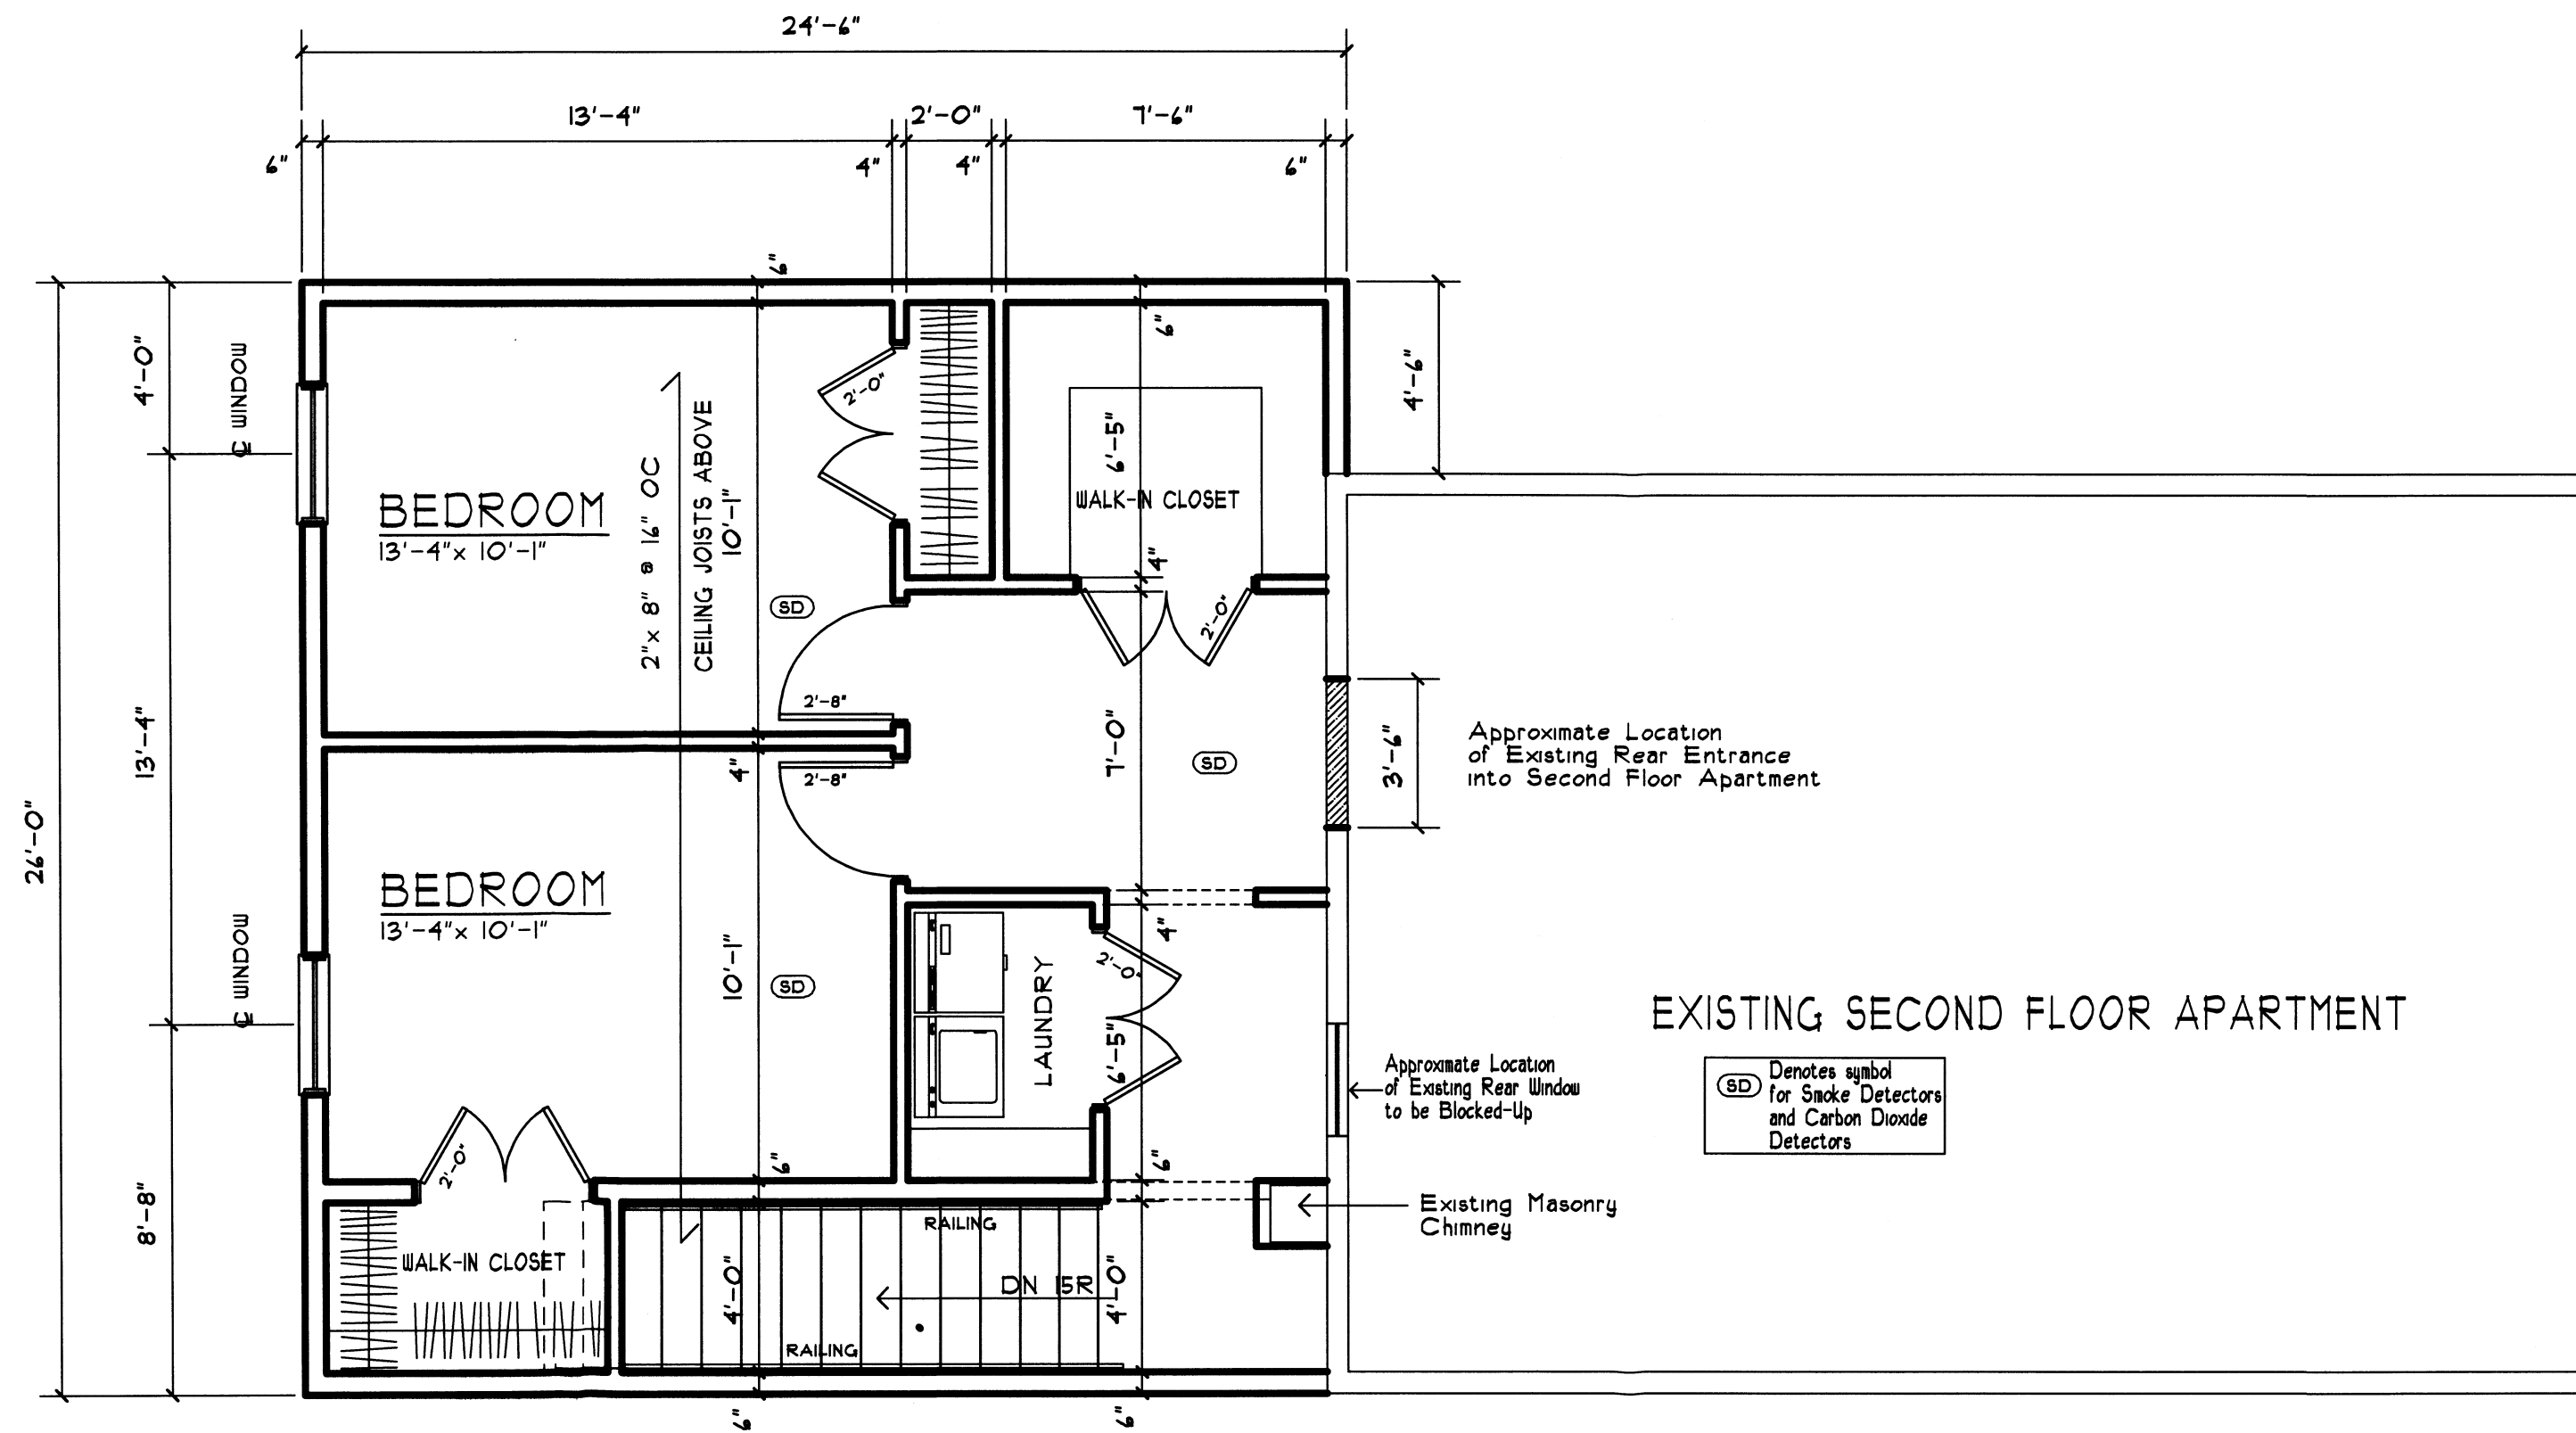 24'-6"
13'-4"
2'-0"
7'-6"
6"
4"
4"
6"
6"
6"
4'-0"
WINDOW
4'-6"
2'-0"
6'-5"
WALK-IN CLOSET
BEDROOM
13'-4"x 10'-1"
2"x 8" @ 16" OC
CEILING JOISTS ABOVE
10'-1"
4"
SD
2'-0"
2'-8"
13'-4"
7'-0"
SD
3'-6"
Approximate Location
of Existing Rear Entrance
into Second Floor Apartment
4"
2'-8"
26'-0"
BEDROOM
13'-4"x 10'-1"
WINDOW
10'-1"
SD
4"
2'-0"
LAUNDRY
6'-5"
EXISTING SECOND FLOOR APARTMENT
Approximate Location
of Existing Rear Window
to be Blocked-Up
SD
Denotes symbol
for Smoke Detectors
and Carbon Dioxide
Detectors
2'-0"
6"
6"
8'-8"
Existing Masonry
Chimney
RAILING
WALK-IN CLOSET
4'-0"
DN 15R
4'-0"
RAILING
6"
6"